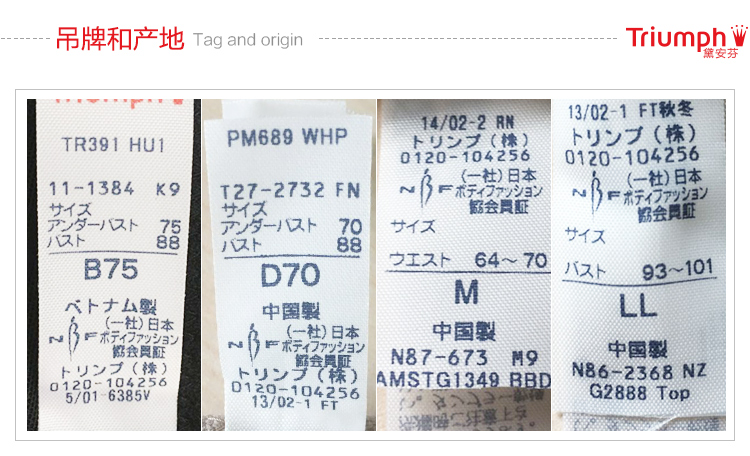 吊牌和产地 Tag and origin
Triumph
黛安芬
Triumph
TR391 HU1
11-1384 K9
サイズ
アンダーバスト 75
バスト 88
B75
ベトナム製
(一社)日本
NBF ボディファッション
協会員証
トリンプ(株)
0120-104256
5/01-6385V
PM689 WHP
T27-2732 FN
サイズ
アンダーバスト 70
バスト 88
D70
中国製
(一社)日本
NBF ボディファッション
協会員証
トリンプ(株)
0120-104256
13/02-1 FT
14/02-2 RN
トリンプ(株)
0120-104256
(一社)日本
NBF ボディファッション
協会員証
サイズ
ウエスト 64~70
M
中国製
N87-673 M9
AMSTG1349 BBD
13/02-1 FT秋冬
トリンプ(株)
0120-104256
(一社)日本
NBF ボディファッション
協会員証
サイズ
バスト 93~101
LL
中国製
N86-2368 NZ
G2888 Top